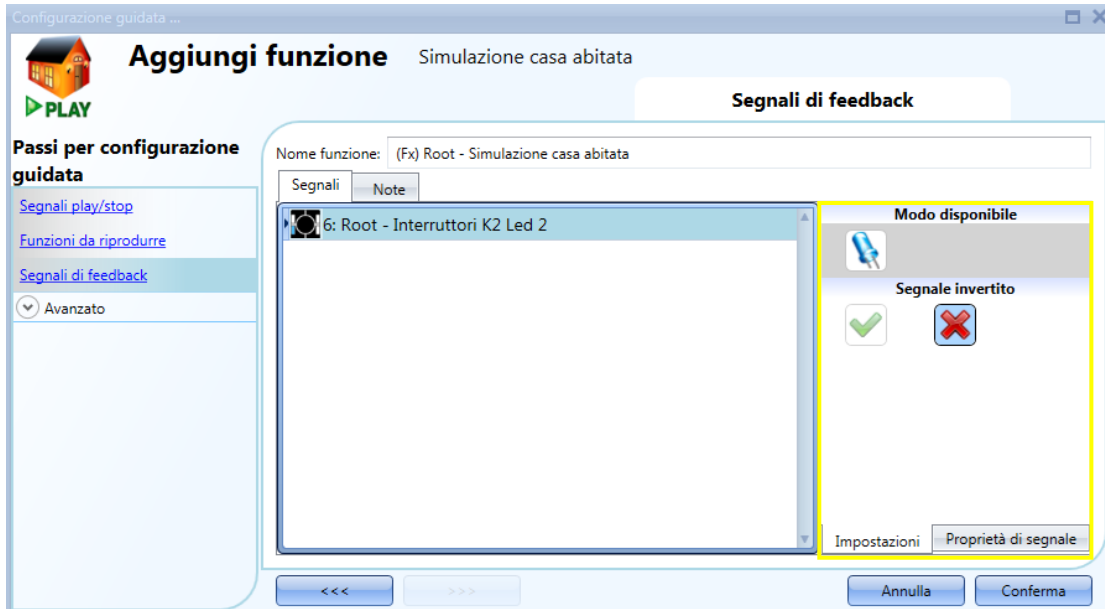 Configurazione guidata ...
Aggiungi funzione
Simulazione casa abitata
PLAY
Segnali di feedback
Passi per configurazione
guidata
Segnali play/stop
Funzioni da riprodurre
Segnali di feedback
Avanzato
Nome funzione:
(Fx) Root - Simulazione casa abitata
Segnali
Note
6: Root - Interruttori K2 Led 2
Modo disponibile
Segnale invertito
Impostazioni
Proprietà di segnale
<<<
>>>
Annulla
Conferma